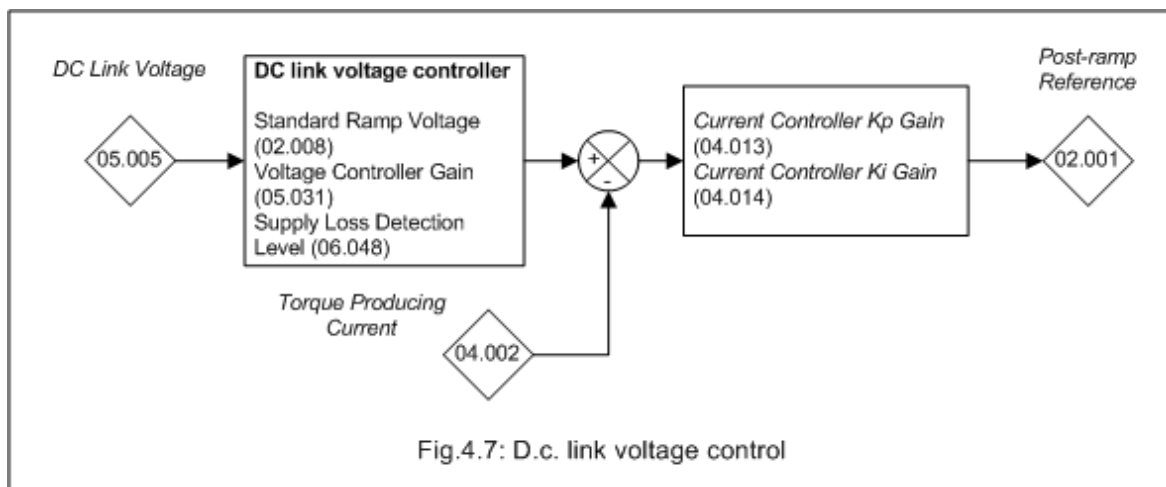 DC Link Voltage
05.005
DC link voltage controller
Standard Ramp Voltage
(02.008)
Voltage Controller Gain
(05.031)
Supply Loss Detection
Level (06.048)
+
-
Torque Producing
Current
04.002
Current Controller Kp Gain
(04.013)
Current Controller Ki Gain
(04.014)
Post-ramp
Reference
02.001
Fig.4.7: D.c. link voltage control